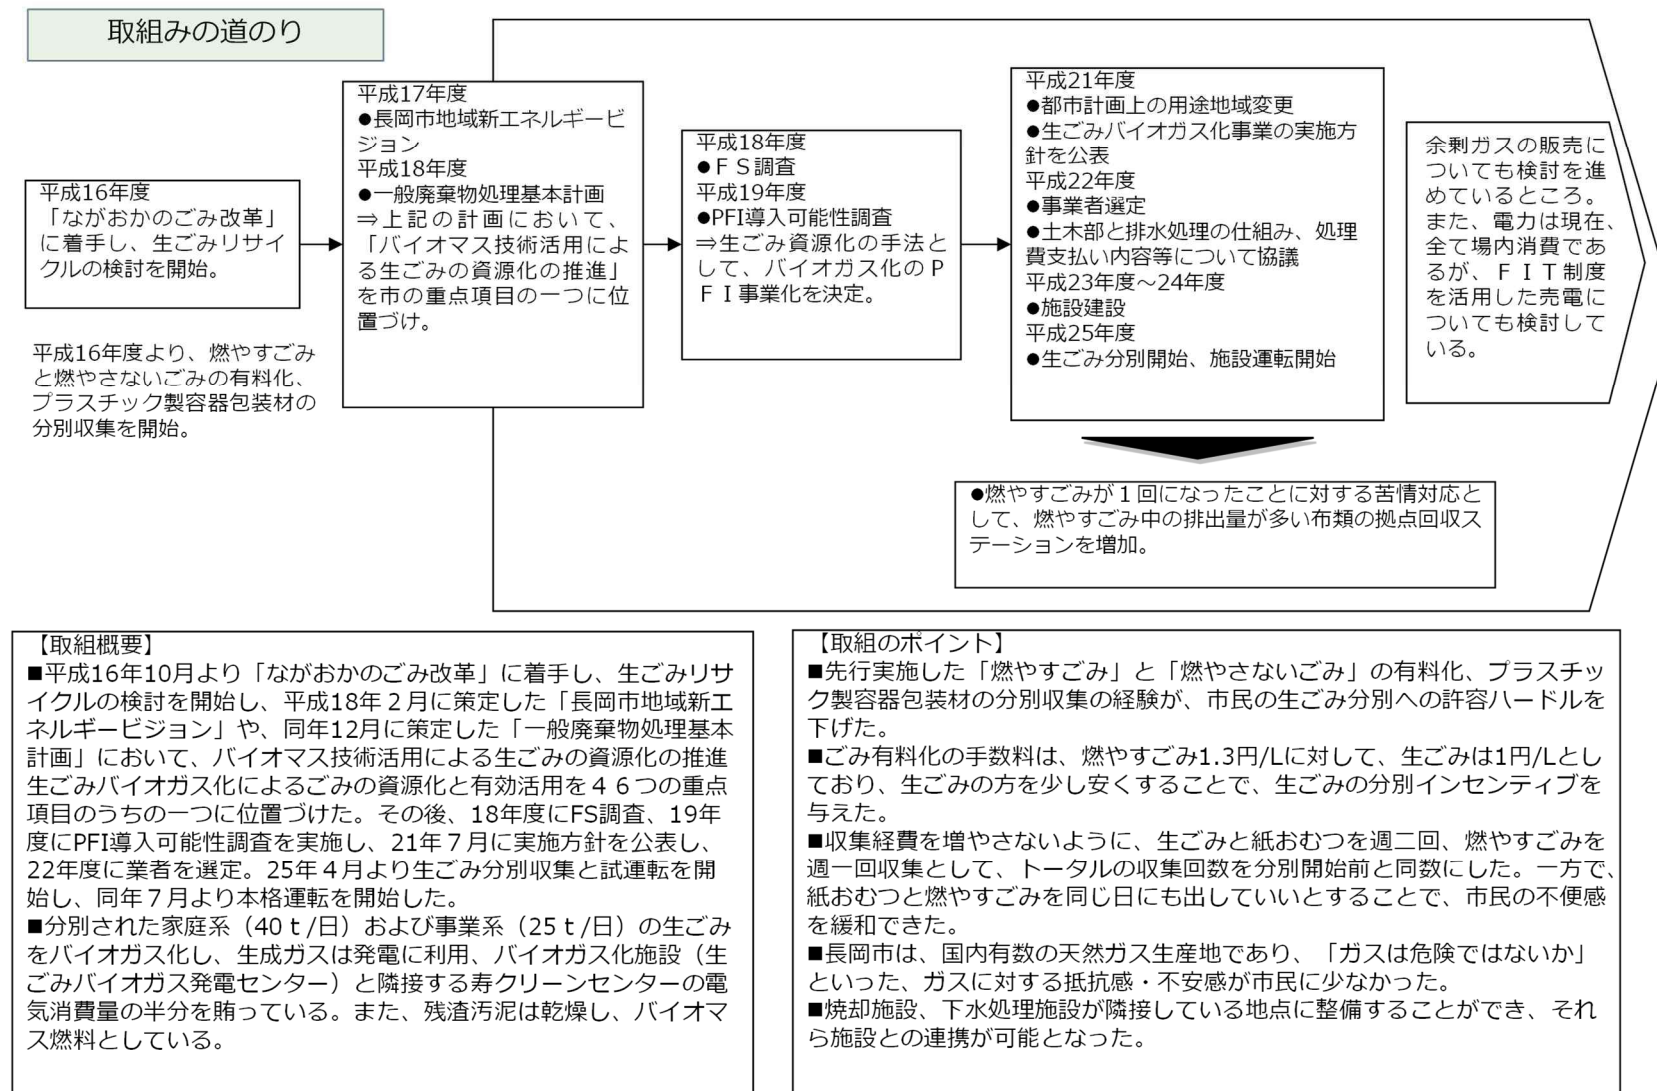 取組みの道のり
平成16年度
「ながおかのごみ改革」
に着手し、生ごみリサイ
クルの検討を開始。
平成16年度より、燃やすごみ
と燃やさないごみの有料化、
プラスチック製容器包装材の
分別収集を開始。
平成17年度
●長岡市地域新エネルギービ
ジョン
平成18年度
●一般廃棄物処理基本計画
⇒上記の計画において、
「バイオマス技術活用によ
る生ごみの資源化の推進」
を市の重点項目の一つに位
置づけ。
平成18年度
●ＦＳ調査
平成19年度
●PFI導入可能性調査
⇒生ごみ資源化の手法と
して、バイオガス化のＰ
ＦＩ事業化を決定。
平成21年度
●都市計画上の用途地域変更
●生ごみバイオガス化事業の実施方
針を公表
平成22年度
●事業者選定
●土木部と排水処理の仕組み、処理
費支払い内容等について協議
平成23年度～24年度
●施設建設
平成25年度
●生ごみ分別開始、施設運転開始
余剰ガスの販売に
ついても検討を進
めているところ。
また、電力は現在、
全て場内消費であ
るが、ＦＩＴ制度
を活用した売電に
ついても検討して
いる。
●燃やすごみが１回になったことに対する苦情対応と
して、燃やすごみ中の排出量が多い布類の拠点回収ス
テーションを増加。
【取組概要】
■平成16年10月より「ながおかのごみ改革」に着手し、生ごみリサ
イクルの検討を開始し、平成18年２月に策定した「長岡市地域新エ
ネルギービジョン」や、同年12月に策定した「一般廃棄物処理基本
計画」において、バイオマス技術活用による生ごみの資源化の推進
生ごみバイオガス化によるごみの資源化と有効活用を４６つの重点
項目のうちの一つに位置づけた。その後、18年度にFS調査、19年
度にPFI導入可能性調査を実施し、21年７月に実施方針を公表し、
22年度に業者を選定。25年４月より生ごみ分別収集と試運転を開
始し、同年７月より本格運転を開始した。
■分別された家庭系（40ｔ/日）および事業系（25ｔ/日）の生ごみ
をバイオガス化し、生成ガスは発電に利用、バイオガス化施設（生
ごみバイオガス発電センター）と隣接する寿クリーンセンターの電
気消費量の半分を賄っている。また、残渣汚泥は乾燥し、バイオマ
ス燃料としている。
【取組のポイント】
■先行実施した「燃やすごみ」と「燃やさないごみ」の有料化、プラスチッ
ク製容器包装材の分別収集の経験が、市民の生ごみ分別への許容ハードルを
下げた。
■ごみ有料化の手数料は、燃やすごみ1.3円/Lに対して、生ごみは1円/Lとし
ており、生ごみの方を少し安くすることで、生ごみの分別インセンティブを
与えた。
■収集経費を増やさないように、生ごみと紙おむつを週二回、燃やすごみを
週一回収集として、トータルの収集回数を分別開始前と同数にした。一方で、
紙おむつと燃やすごみを同じ日にも出していいとすることで、市民の不便感
を緩和できた。
■長岡市は、国内有数の天然ガス生産地であり、「ガスは危険ではないか」
といった、ガスに対する抵抗感・不安感が市民に少なかった。
■焼却施設、下水処理施設が隣接している地点に整備することができ、それ
ら施設との連携が可能となった。